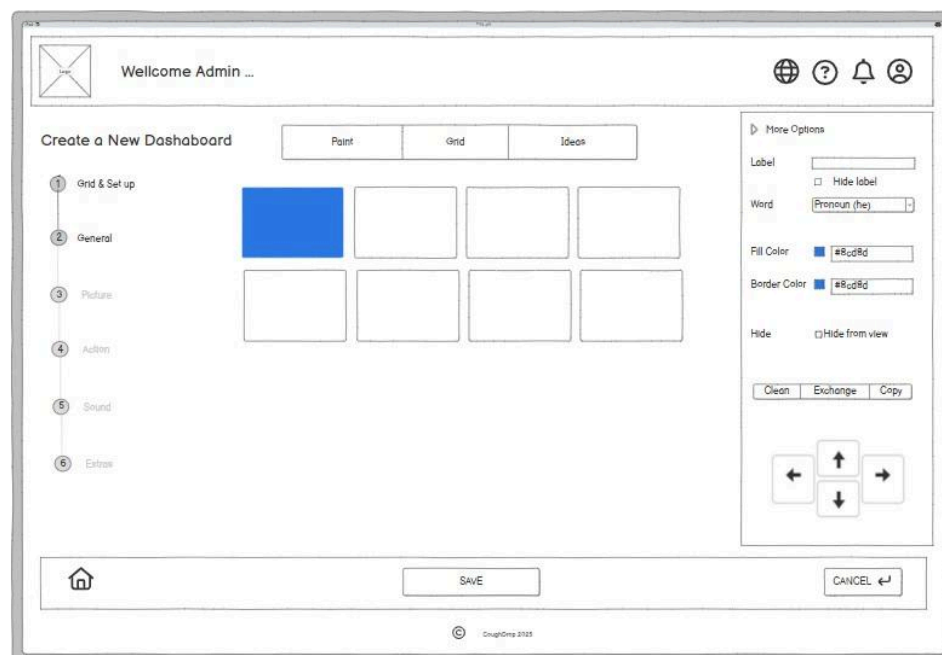 Logo
Wellcome Admin ...
Create a New Dashaboard
Paint
Grid
Ideas
1 Grid & Set up
2 General
3 Picture
4 Action
5 Sound
6 Extras
More Options
Label
Hide label
Word
Pronoun (he)
Fill Color
#8cd8d
Border Color
#8cd8d
Hide
Hide from view
Clean
Exchange
Copy
SAVE
CANCEL
© CoughDrop 2023